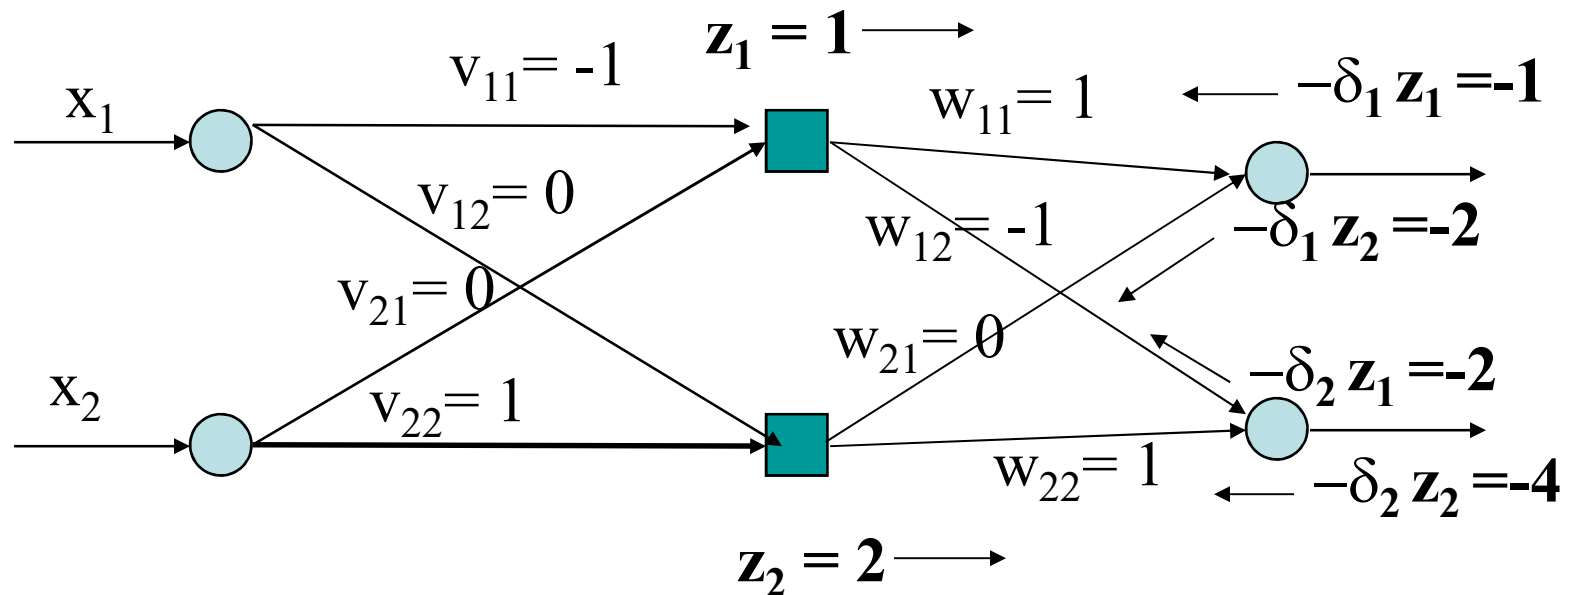 z₁ = 1
v₁₁= -1
x₁
w₁₁= 1
−δ₁ z₁ =-1
v₁₂= 0
w₁₂= -1
−δ₁ z₂ =-2
v₂₁= 0
w₂₁= 0
x₂
v₂₂= 1
−δ₂ z₁ =-2
w₂₂= 1
−δ₂ z₂ =-4
z₂ = 2